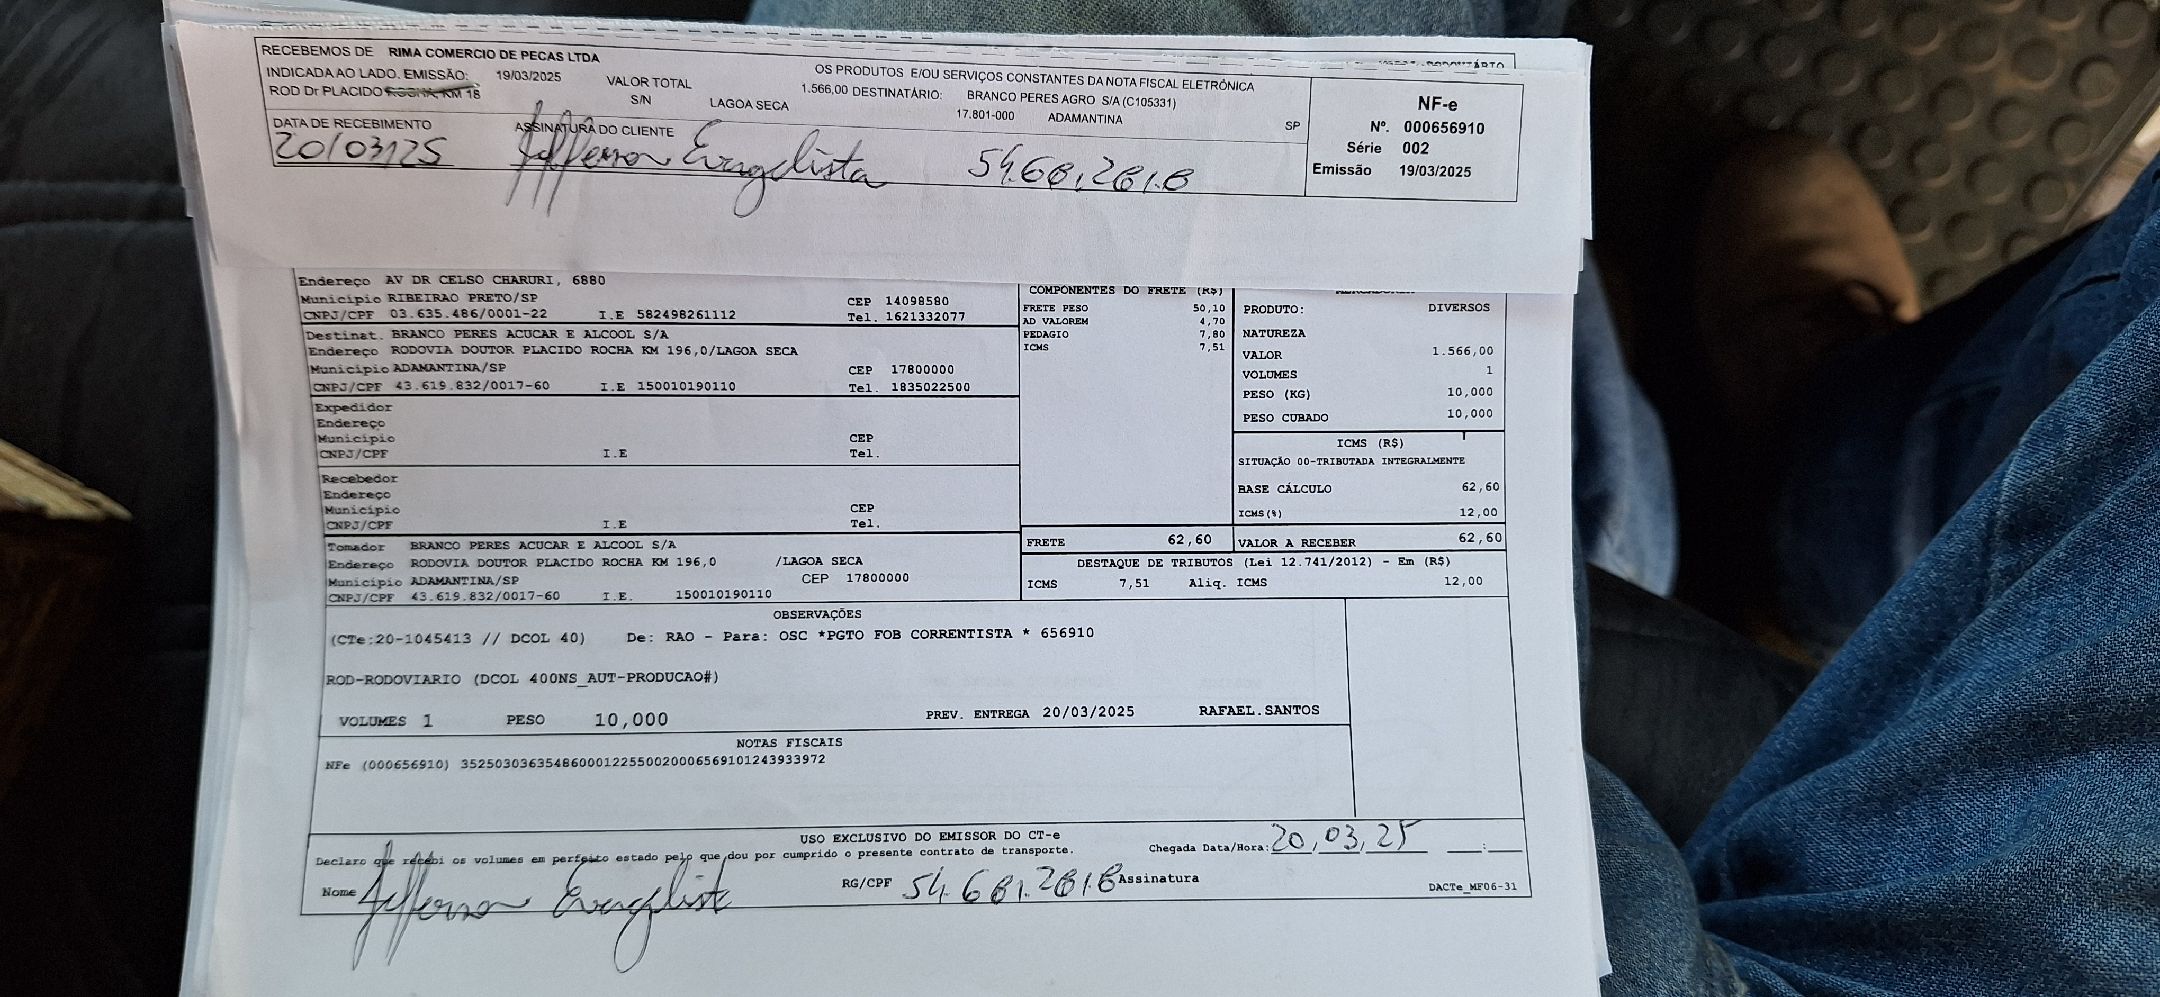 RECEBEMOS DE RIMA COMERCIO DE PECAS LTDA OS PRODUTOS E/OU SERVIÇOS CONSTANTES DA NOTA FISCAL ELETRÔNICA
INDICADA AO LADO. EMISSÃO: 19/03/2025 VALOR TOTAL 1.566,00 DESTINATÁRIO: BRANCO PERES AGRO S/A (C105331)
ROD Dr PLACIDO ROCHA, KM 18 S/N LAGOA SECA 17.801-000 ADAMANTINA SP
DATA DE RECEBIMENTO ASSINATURA DO CLIENTE
20/03/25 Jefferson Evangelista
NF-e
Nº. 000656910
Série 002
Emissão 19/03/2025
Endereço AV DR CELSO CHARURI, 6880
Município RIBEIRAO PRETO/SP CEP 14098580
CNPJ/CPF 03.635.486/0001-22 I.E 582498261112 Tel. 1621332077
Destinat. BRANCO PERES ACUCAR E ALCOOL S/A
Endereço RODOVIA DOUTOR PLACIDO ROCHA KM 196,0/LAGOA SECA
Município ADAMANTINA/SP CEP 17800000
CNPJ/CPF 43.619.832/0017-60 I.E 150010190110 Tel. 1835022500
Expedidor
Endereço
Município CEP
CNPJ/CPF I.E Tel.
Recebedor
Endereço
Município CEP
CNPJ/CPF I.E Tel.
Tomador BRANCO PERES ACUCAR E ALCOOL S/A
Endereço RODOVIA DOUTOR PLACIDO ROCHA KM 196,0 /LAGOA SECA
Município ADAMANTINA/SP CEP 17800000
CNPJ/CPF 43.619.832/0017-60 I.E. 150010190110
COMPONENTES DO FRETE (R$)
FRETE PESO 50,10
AD VALOREM 4,70
PEDAGIO 7,80
ICMS 7,51
PRODUTO: DIVERSOS
NATUREZA
VALOR 1.566,00
VOLUMES 1
PESO (KG) 10,000
PESO CUBADO 10,000
ICMS (R$)
SITUAÇÃO 00-TRIBUTADA INTEGRALMENTE
BASE CÁLCULO 62,60
ICMS(%) 12,00
FRETE 62,60 VALOR A RECEBER 62,60
DESTAQUE DE TRIBUTOS (Lei 12.741/2012) - Em (R$)
ICMS 7,51 Aliq. ICMS 12,00
OBSERVAÇÕES
(CTe:20-1045413 // DCOL 40) De: RAO - Para: OSC *PGTO FOB CORRENTISTA * 656910
ROD-RODOVIARIO (DCOL 400NS_AUT-PRODUCAO#)
VOLUMES 1 PESO 10,000 PREV. ENTREGA 20/03/2025 RAFAEL.SANTOS
NOTAS FISCAIS
NFe (000656910) 35250303635486000122550020006569101243933972
USO EXCLUSIVO DO EMISSOR DO CT-e
Declaro que recebi os volumes em perfeito estado pelo que dou por cumprido o presente contrato de transporte. Chegada Data/Hora: 20,03,25
Nome Jefferson Evangelista RG/CPF Assinatura
DACTe_MF06-31